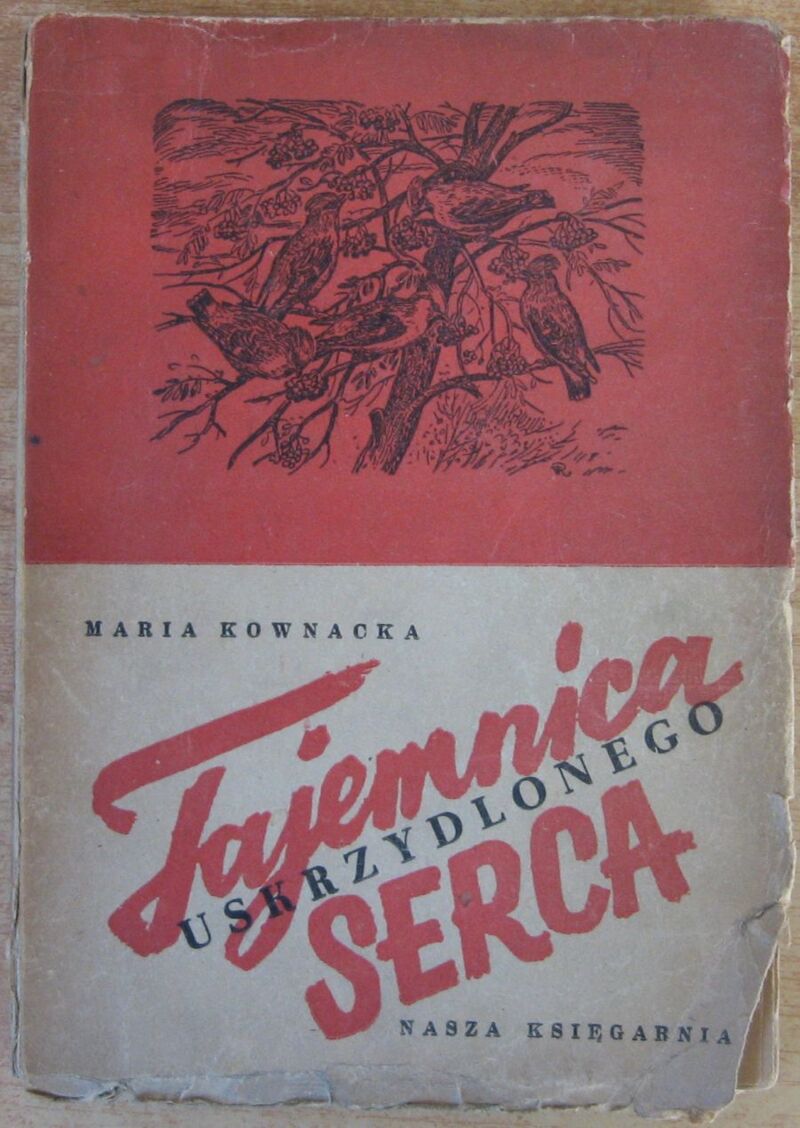 MARIA KOWNACKA
Tajemnica
USKRZYDLONEGO
SERCA
NASZA KSIĘGARNIA